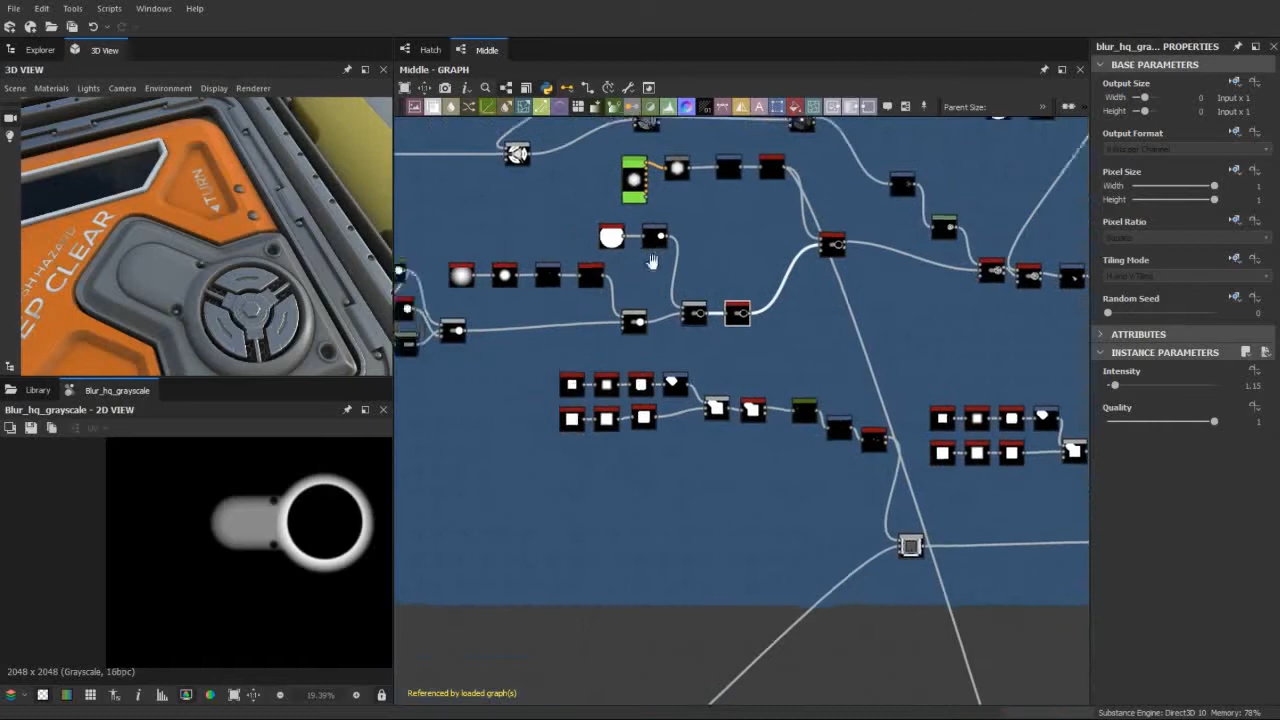 File Edit Tools Scripts Windows Help
Explorer 3D View
3D VIEW
Scene Materials Lights Camera Environment Display Renderer
TURN
GH HAZARD
EP CLEAR
Library Blur_hq_grayscale
Blur_hq_grayscale - 2D VIEW
UV
2048 x 2048 (Grayscale, 16bpc)
19.39%
Hatch Middle
Middle - GRAPH
Parent Size:
Referenced by loaded graph(s)
blur_hq_gra... PROPERTIES
BASE PARAMETERS
Output Size
Width 0 Input x 1
Height 0 Input x 1
Output Format
Pixel Size
Width 1
Height 1
Pixel Ratio
Tiling Mode
Random Seed
0
ATTRIBUTES
INSTANCE PARAMETERS
Intensity
1.15
Quality
1
Substance Engine: Direct3D 10 Memory: 78%